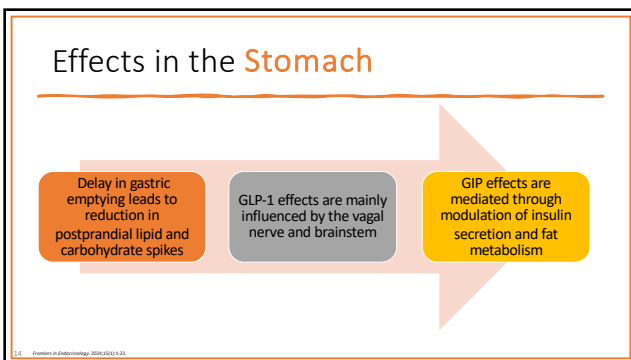 Effects in the Stomach
Delay in gastric
emptying leads to
reduction in
postprandial lipid and
carbohydrate spikes
GLP-1 effects are mainly
influenced by the vagal
nerve and brainstem
GIP effects are
mediated through
modulation of insulin
secretion and fat
metabolism
14 Frontiers in Endocrinology. 2024;15(1):1-23.